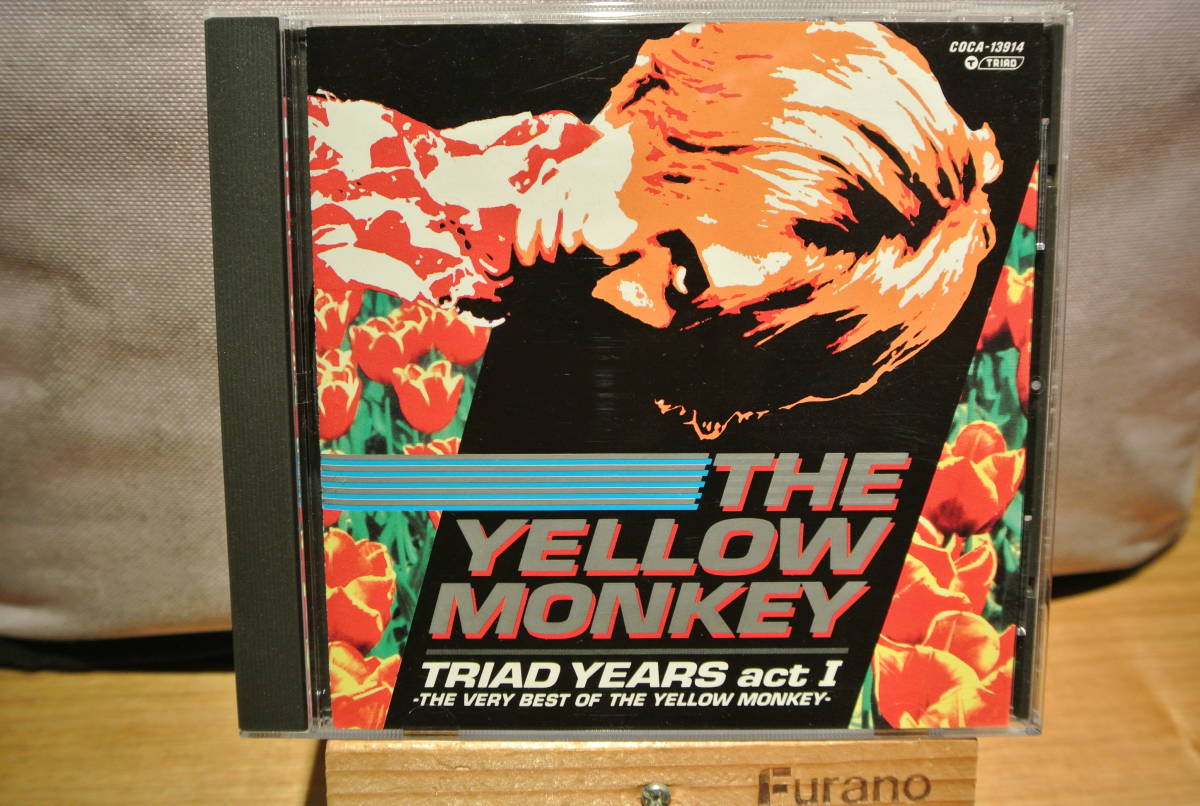 COCA-13914
T TRIAD
THE
YELLOW
MONKEY
TRIAD YEARS act I
-THE VERY BEST OF THE YELLOW MONKEY-
Furano